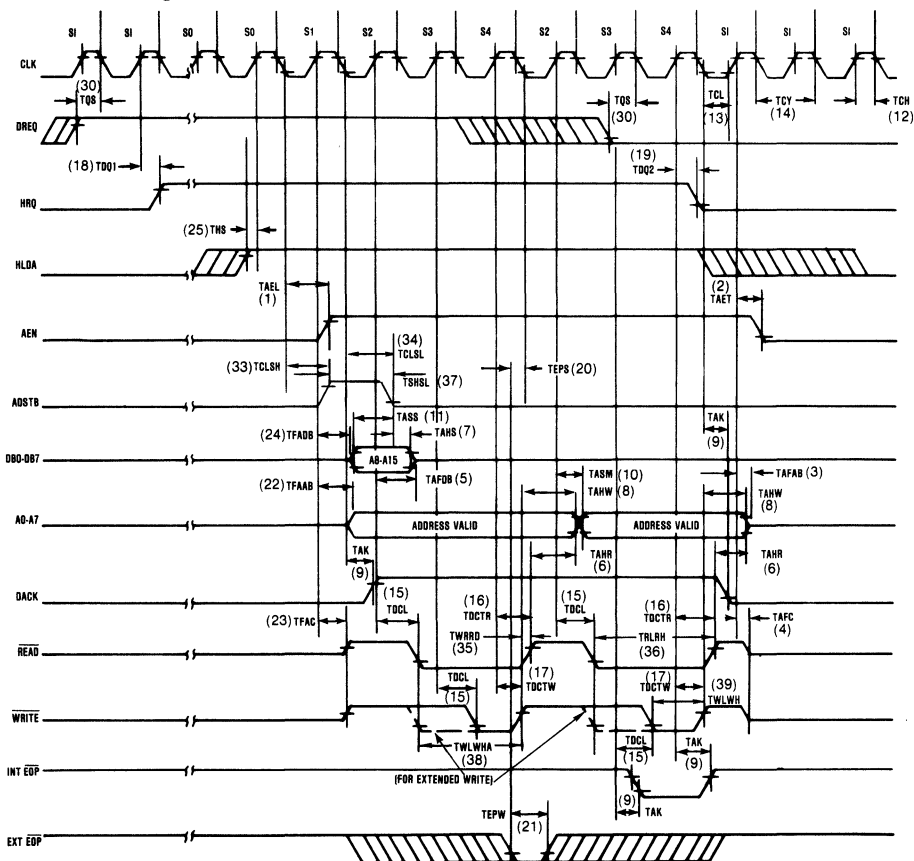 SI SI S0 S0 S1 S2 S3 S4 S2 S3 S4 SI SI SI
CLK
(30)
TQS
TQS
(30)
TCL
(13)
TCY
(14)
TCH
(12)
DREQ
(18) TDQ1
(19)
TDQ2
HRQ
(25) THS
HLDA
TAEL
(1)
(2)
TAET
AEN
(34)
TCLSL
(33) TCLSH
TSHSL (37)
TEPS (20)
ADSTB
TASS (11)
TAK
(9)
(24) TFADB
TAHS (7)
DB0-DB7
A8-A15
TASM (10)
TAFAB (3)
(22) TFAAB
TAFDB (5)
TAHW (8)
TAHW
(8)
A0-A7
ADDRESS VALID
ADDRESS VALID
TAK
(9)
TAHR
(6)
TAHR
(6)
DACK
(15)
TDCL
(16)
TDCTR
(15)
TDCL
(16)
TDCTR
TAFC
(4)
(23) TFAC
TWRRD
(35)
TRLRH
(36)
READ
TDCL
(15)
(17)
TDCTW
(17)
TDCTW
(39)
TWLWH
WRITE
TWLWHA
(38)
(FOR EXTENDED WRITE)
TDCL
(15)
TAK
(9)
INT EOP
(9)
TAK
TEPW
(21)
EXT EOP